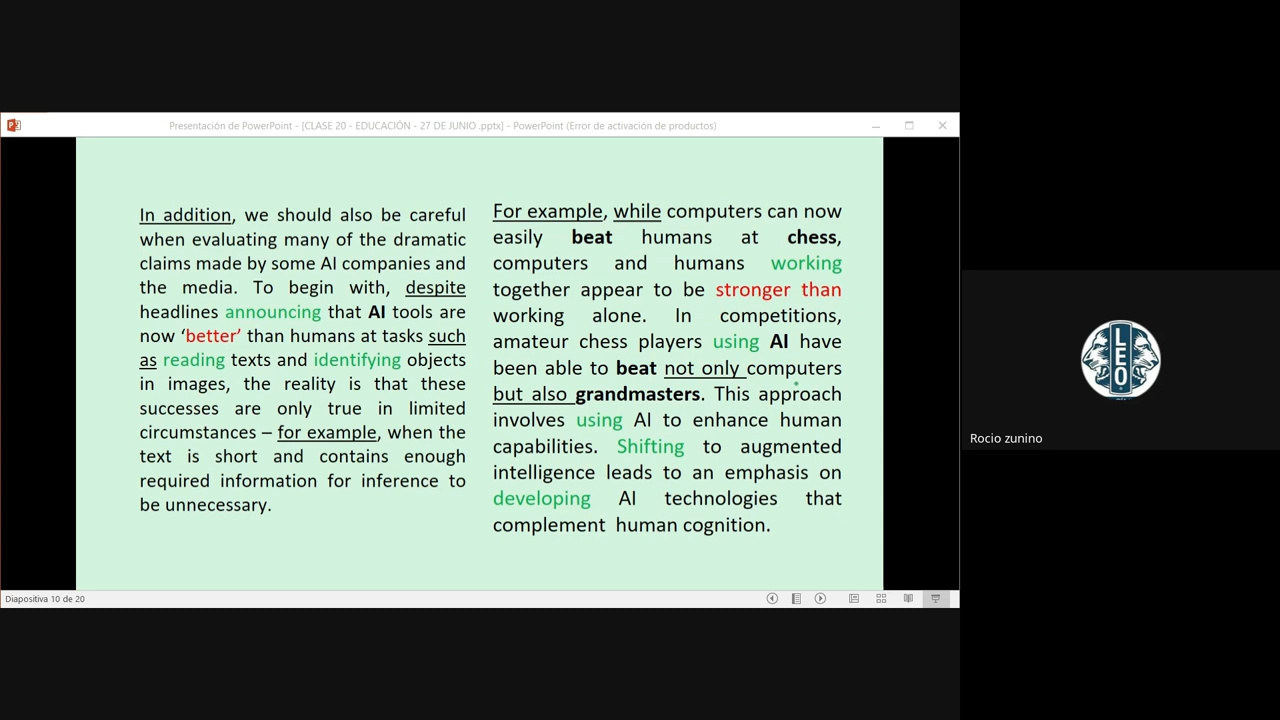 Presentación de PowerPoint - [CLASE 20 - EDUCACIÓN - 27 DE JUNIO .pptx] - PowerPoint (Error de activación de productos)
In addition, we should also be careful
when evaluating many of the dramatic
claims made by some AI companies and
the media. To begin with, despite
headlines announcing that AI tools are
now ‘better’ than humans at tasks such
as reading texts and identifying objects
in images, the reality is that these
successes are only true in limited
circumstances – for example, when the
text is short and contains enough
required information for inference to
be unnecessary.
For example, while computers can now
easily beat humans at chess,
computers and humans working
together appear to be stronger than
working alone. In competitions,
amateur chess players using AI have
been able to beat not only computers
but also grandmasters. This approach
involves using AI to enhance human
capabilities. Shifting to augmented
intelligence leads to an emphasis on
developing AI technologies that
complement human cognition.
LEO
Rocio zunino
Diapositiva 10 de 20